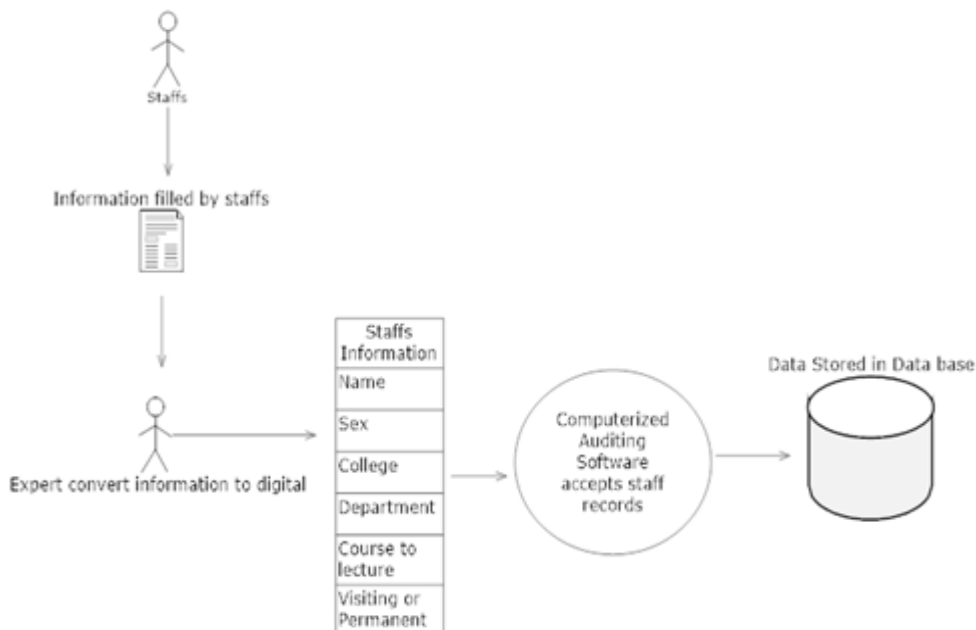 Staffs
Information filled by staffs
Expert convert information to digital
Staffs
Information
Name
Sex
College
Department
Course to
lecture
Visiting or
Permanent
Computerized
Auditing
Software
accepts staff
records
Data Stored in Data base